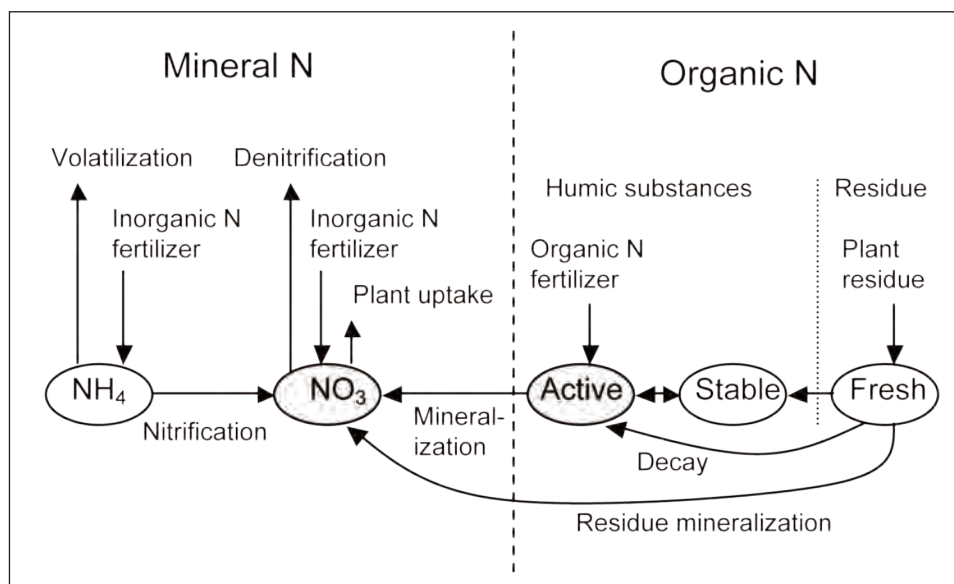 Mineral N
Organic N
Volatilization
Denitrification
Humic substances
Residue
Inorganic N
fertilizer
Inorganic N
fertilizer
Organic N
fertilizer
Plant
residue
Plant uptake
NH₄
NO₃
Active
Stable
Fresh
Nitrification
Mineral-
ization
Decay
Residue mineralization